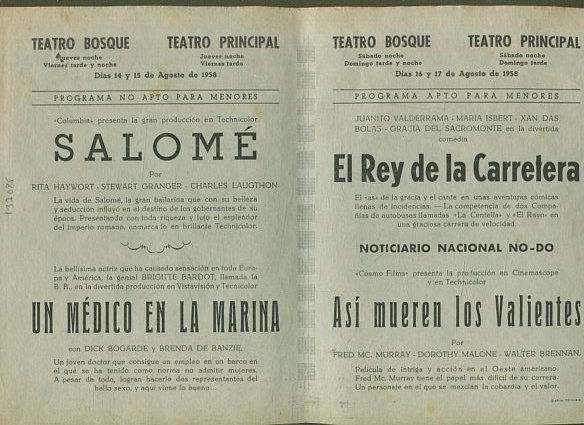 TEATRO BOSQUE
Jueves noche
Viernes tarde y noche
TEATRO PRINCIPAL
Jueves noche
Viernes tarde
Días 14 y 15 de Agosto de 1958
PROGRAMA NO APTO PARA MENORES
«Columbia» presenta la gran producción en Technicolor
SALOMÉ
Por
RITA HAYWORT - STEWART GRANGER - CHARLES LAUGTHON.
La vida de Salomé, la gran bailarina que con su belleza
y seducción influyó en el destino de los gobernantes de su
época. Presentando con toda riqueza y lujo el esplendor
del imperio romano, enmarca lo en brillante Technicolor.
La bellísima actriz que ha causado sensación en toda Euro-
pa y América, la genial BRIGITTE BARDOT, llamada la
B. B., en la divertida producción en Vistavisión y Tecnicolor
UN MÉDICO EN LA MARINA
con DICK BOGARDE y BRENDA DE BANZIE.
Un joven doctor que consigue un empleo en un barco en
el qué se ha tenido como norma no admitir mujeres.
A pesar de todo, logran hacerlo dos representantes del
bello sexo, y aquí viene lo bueno...
132086
TEATRO BOSQUE
Sábado noche
Domingo tarde y noche
TEATRO PRINCIPAL
Sábado noche
Domingo tarde
Días 16 y 17 de Agosto de 1958
PROGRAMA APTO PARA MENORES
JUANITO VALDERRAMA - MARIA ISBERT - XAN DAS
BOLAS - GRACIA DEL SACROMONTE en la divertida
comedia
El Rey de la Carretera
El «as» de la gracia y el cante en unas aventuras cómicas
llenas de incidencias. — La competencia de dos Compa-
ñías de autobuses llamadas «La Centella» y «El Rayo» en
una graciosa carrera de velocidad.
NOTICIARIO NACIONAL NO-DO
«Cosmo Films» presenta la producción en Cinemascope
y en Technicolor
Así mueren los Valientes
Por
FRED MC. MURRAY - DOROTHY MALONE - WALTER BRENNAN.
Película de intriga y acción en el Oeste americano.
Fred Mc. Murray tiene el papel más difícil de su carrera.
Un personaje en el que se mezclan la cobardía y el valor.